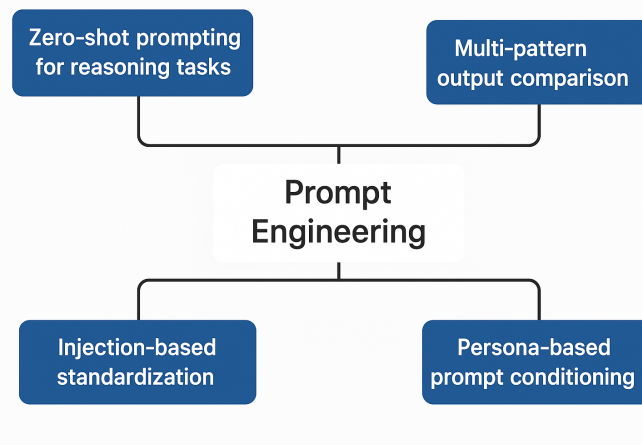 Zero-shot prompting
for reasoning tasks
Multi-pattern
output comparison
Prompt
Engineering
Injection-based
standardization
Persona-based
prompt conditioning